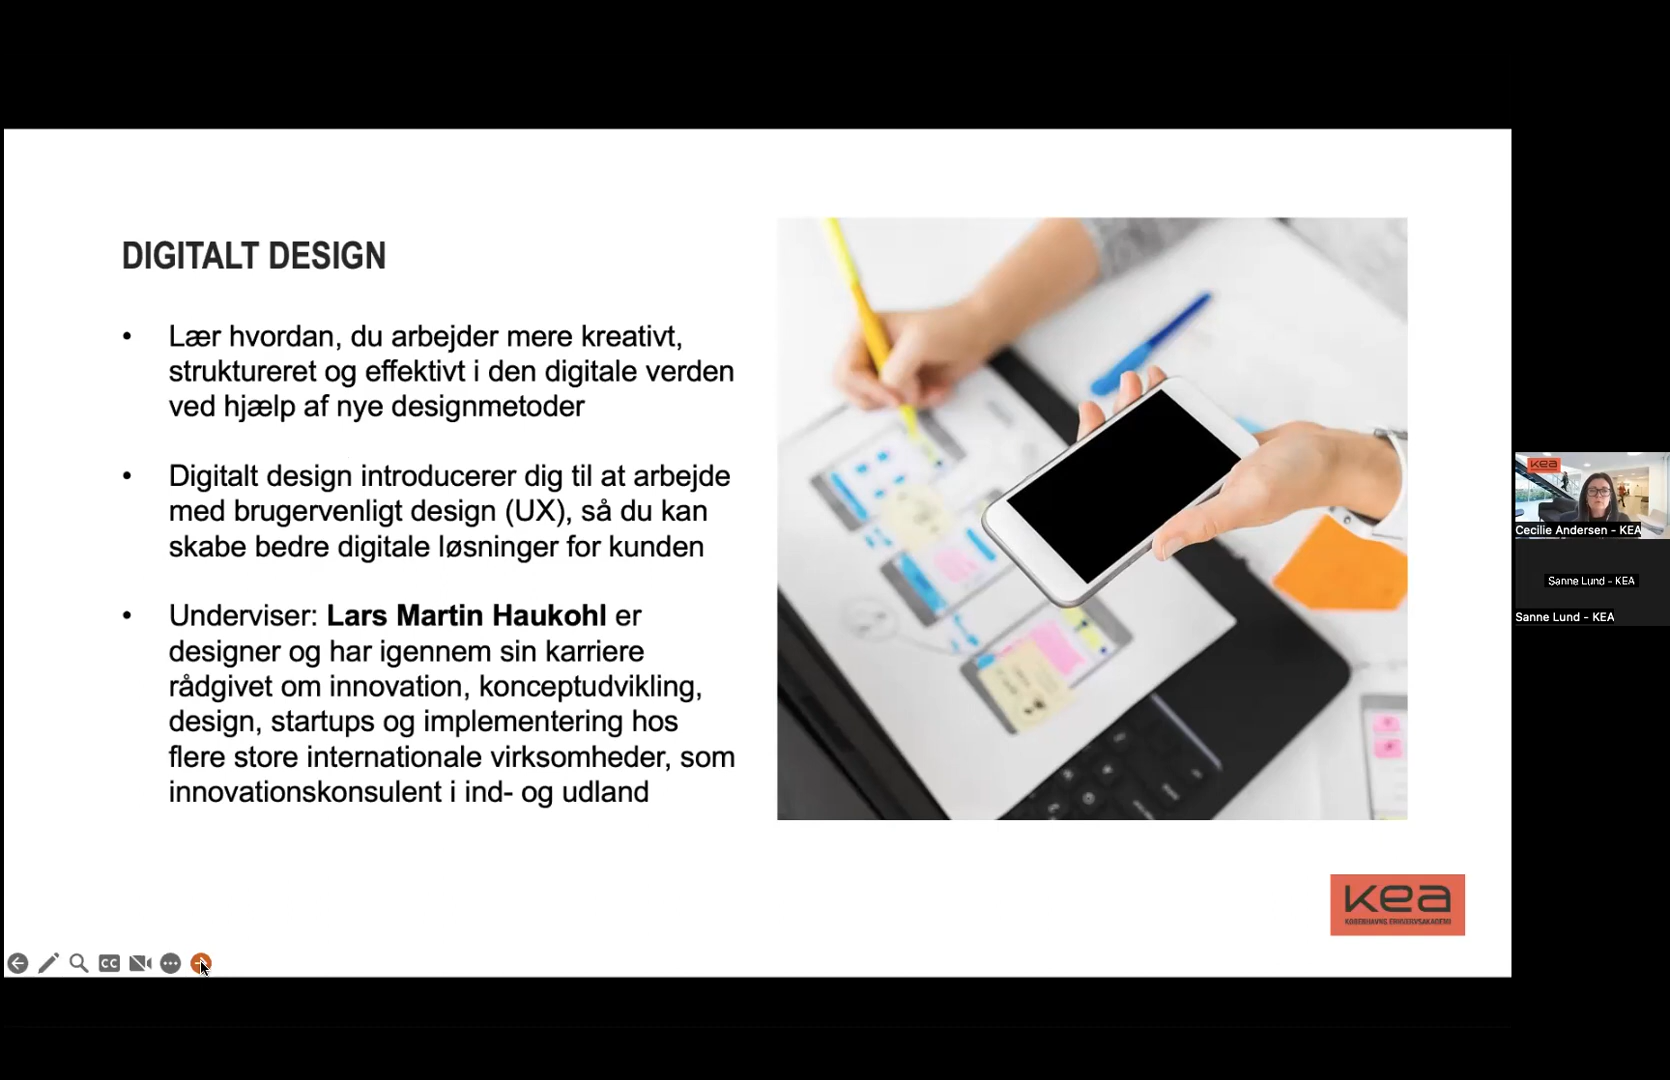 DIGITALT DESIGN
• Lær hvordan, du arbejder mere kreativt,
struktureret og effektivt i den digitale verden
ved hjælp af nye designmetoder
• Digitalt design introducerer dig til at arbejde
med brugervenligt design (UX), så du kan
skabe bedre digitale løsninger for kunden
• Underviser: Lars Martin Haukohl er
designer og har igennem sin karriere
rådgivet om innovation, konceptudvikling,
design, startups og implementering hos
flere store internationale virksomheder, som
innovationskonsulent i ind- og udland
kea
KØBENHAVNS ERHVERVSAKADEMI
CC
kea
Cecilie Andersen - KEA
Sanne Lund - KEA
Sanne Lund - KEA